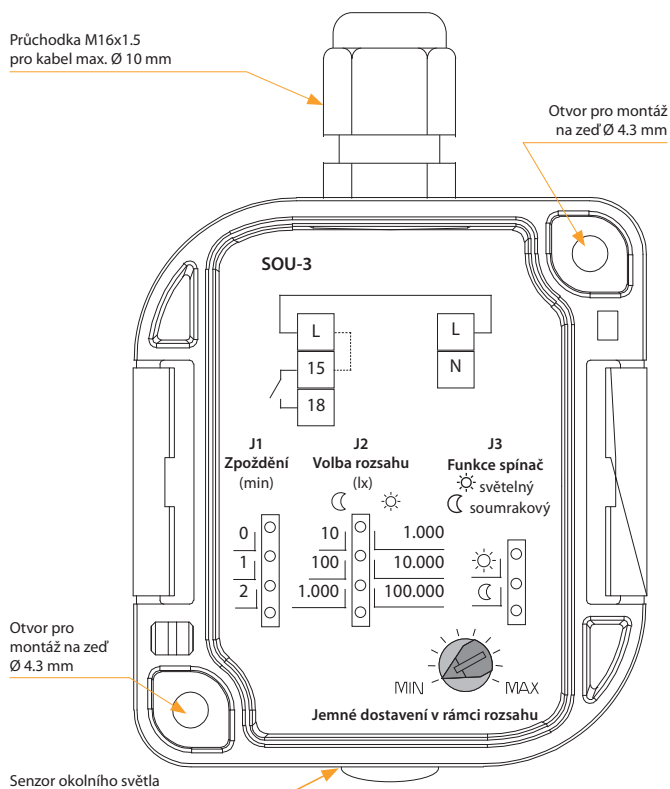 Průchodka M16x1.5
pro kabel max. Ø 10 mm
Otvor pro montáž
na zeď Ø 4.3 mm
SOU-3
L
15
18
L
N
J1
Zpoždění
(min)
J2
Volba rozsahu
(lx)
J3
Funkce spínač
světelný
soumrakový
0
1
2
10 1.000
100 10.000
1.000 100.000
MIN MAX
Jemné dostavení v rámci rozsahu
Otvor pro
montáž na zeď
Ø 4.3 mm
Senzor okolního světla